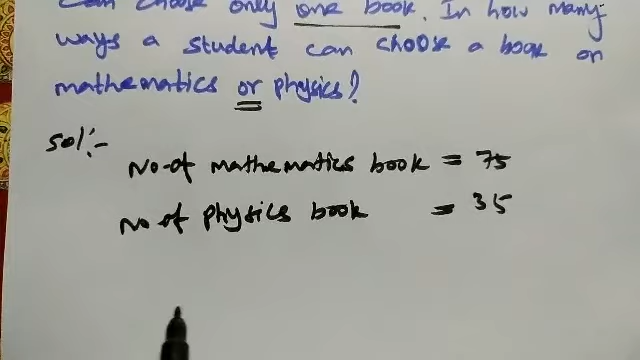 can choose only one book. In how many
ways a student can choose a book on
mathematics or physics?
Sol:-
No of mathematics book = 75
No of physics book = 35